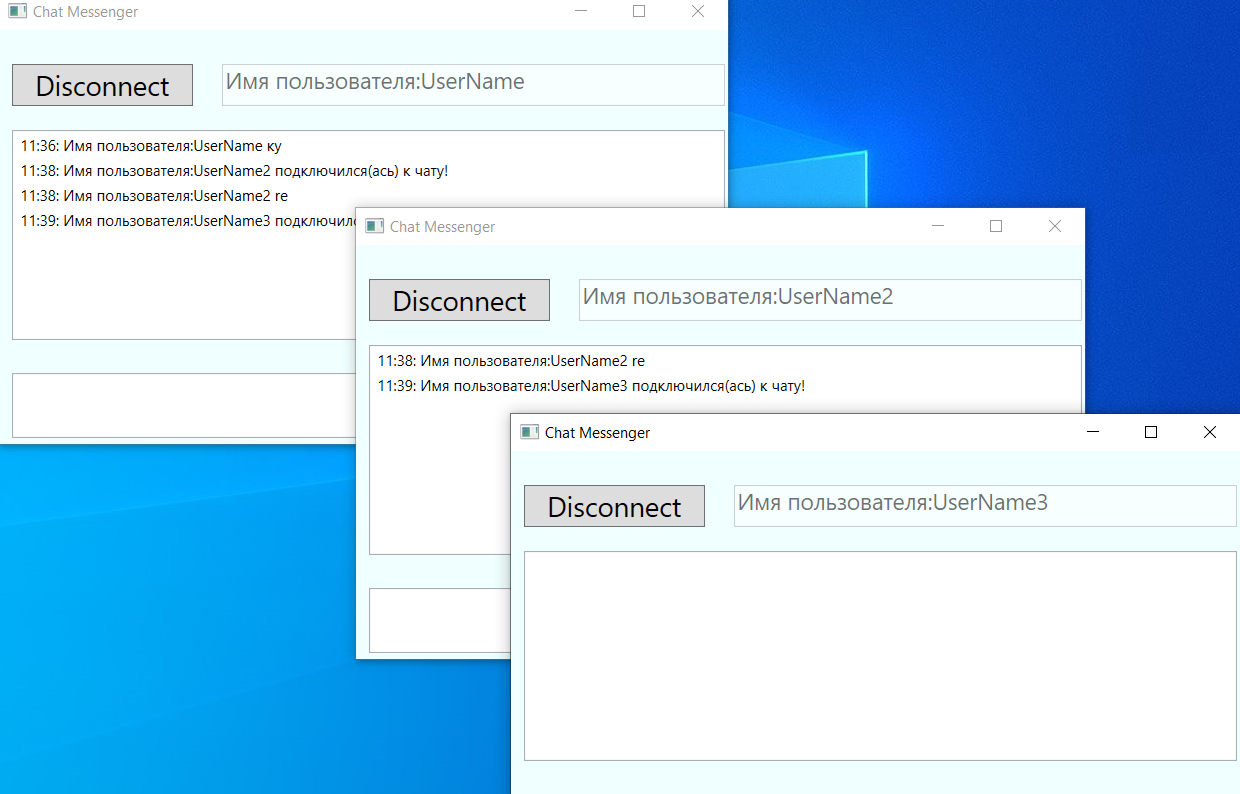 Chat Messenger
Disconnect
Имя пользователя:UserName
11:36: Имя пользователя:UserName ку
11:38: Имя пользователя:UserName2 подключился(ась) к чату!
11:38: Имя пользователя:UserName2 re
11:39: Имя пользователя:UserName3
Chat Messenger
Disconnect
Имя пользователя:UserName2
11:38: Имя пользователя:UserName2 re
11:39: Имя пользователя:UserName3 подключился(ась) к чату!
Chat Messenger
Disconnect
Имя пользователя:UserName3